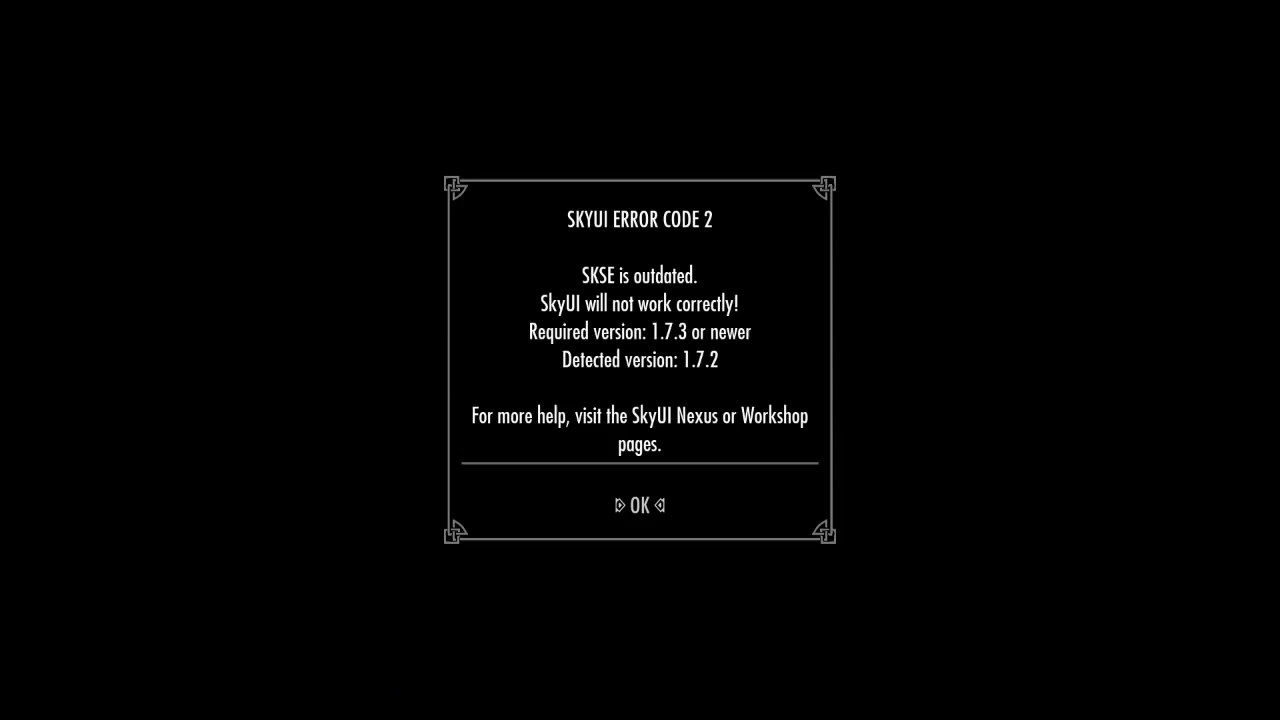 SKYUI ERROR CODE 2
SKSE is outdated.
SkyUI will not work correctly!
Required version: 1.7.3 or newer
Detected version: 1.7.2
For more help, visit the SkyUI Nexus or Workshop
pages.
OK